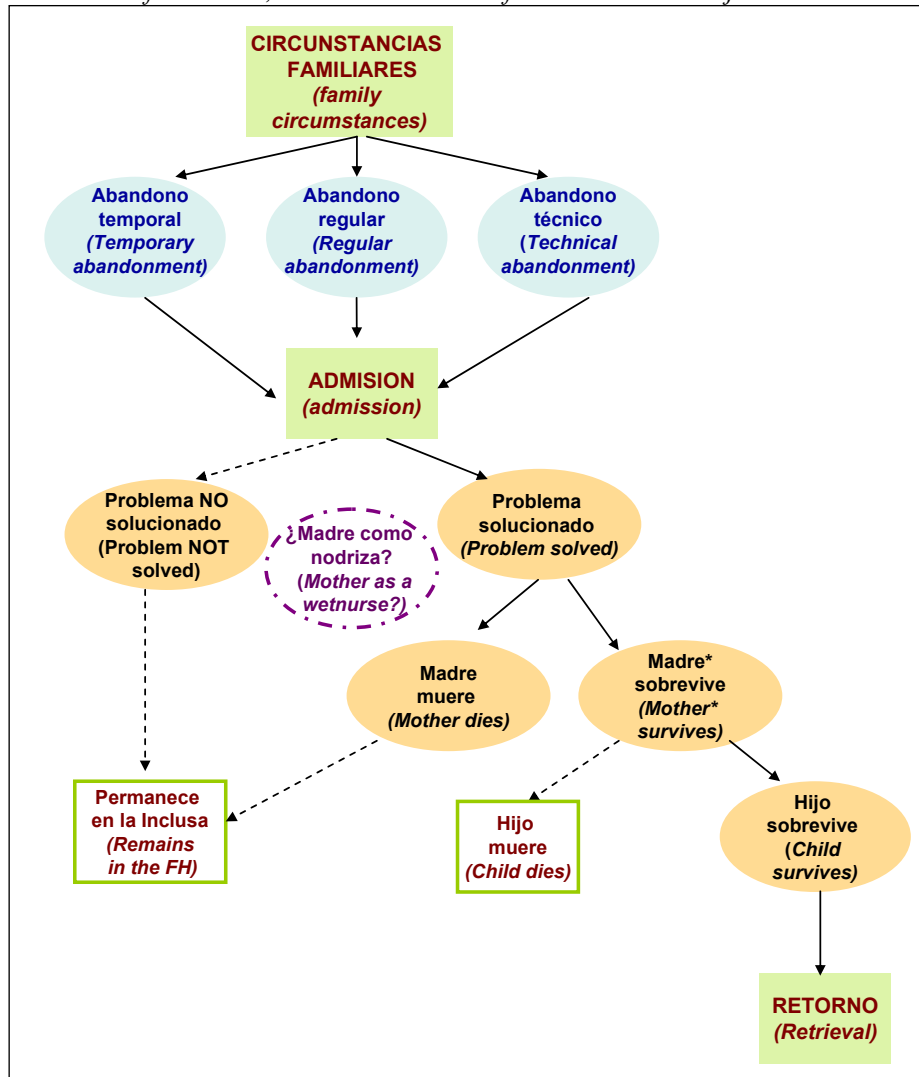 CIRCUNSTANCIAS
FAMILIARES
(family
circumstances)
Abandono
temporal
(Temporary
abandonment)
Abandono
regular
(Regular
abandonment)
Abandono
técnico
(Technical
abandonment)
ADMISION
(admission)
Problema NO
solucionado
(Problem NOT
solved)
¿Madre como
nodriza?
(Mother as a
wetnurse?)
Problema
solucionado
(Problem solved)
Madre
muere
(Mother dies)
Madre*
sobrevive
(Mother*
survives)
Permanece
en la Inclusa
(Remains
in the FH)
Hijo
muere
(Child dies)
Hijo
sobrevive
(Child
survives)
RETORNO
(Retrieval)